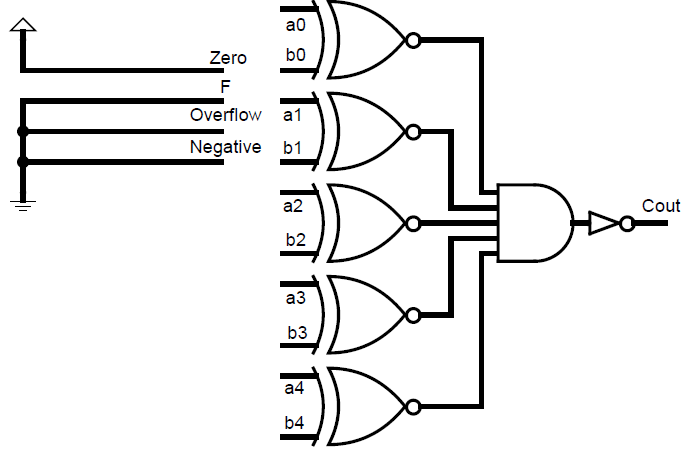 Zero
F
Overflow
Negative
a0
b0
a1
b1
a2
b2
a3
b3
a4
b4
Cout